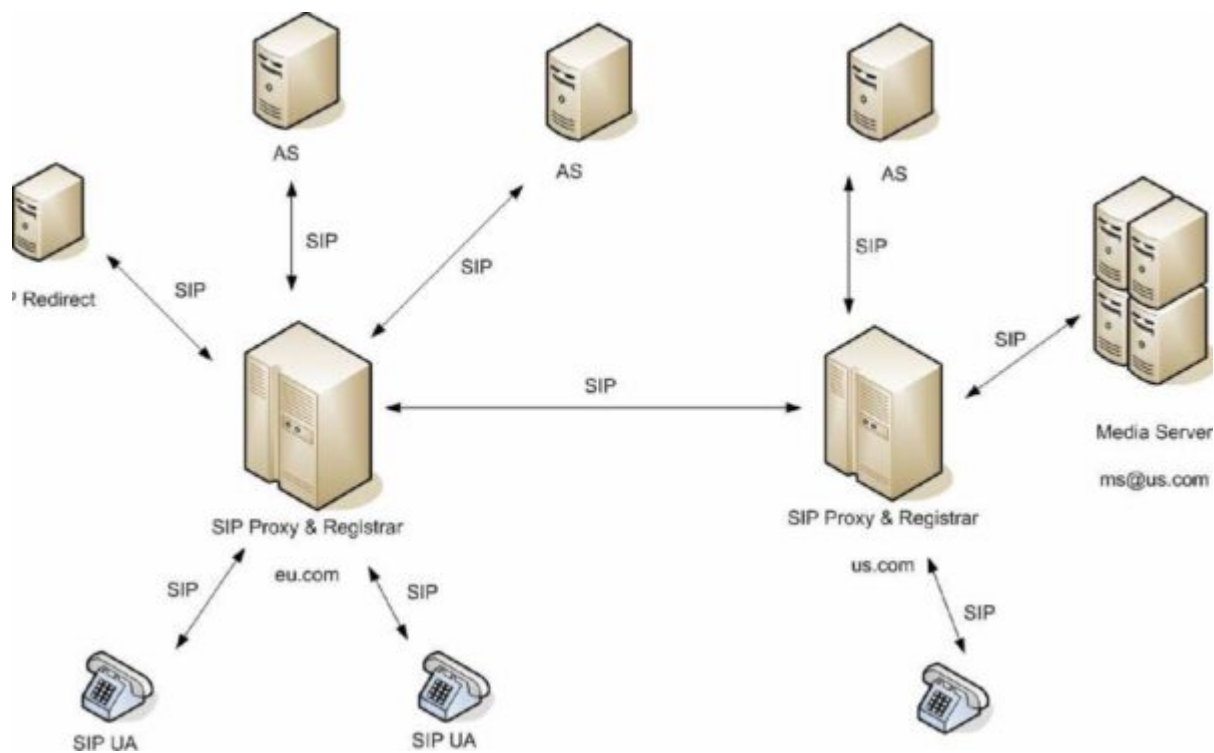 AS
AS
AS
SIP
SIP
SIP
SIP
P Redirect
SIP
SIP
Media Server
ms@us.com
SIP Proxy & Registrar
eu.com
SIP Proxy & Registrar
us.com
SIP
SIP
SIP
SIP UA
SIP UA